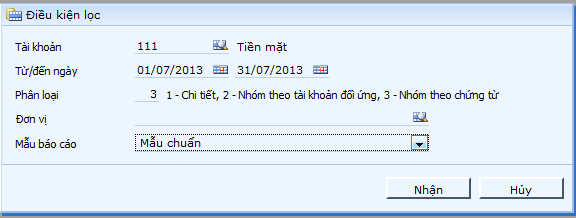 Điều kiện lọc
Tài khoản 111 Tiền mặt
Từ/đến ngày 01/07/2013 31/07/2013
Phân loại 3 1 - Chi tiết, 2 - Nhóm theo tài khoản đối ứng, 3 - Nhóm theo chứng từ
Đơn vị
Mẫu báo cáo Mẫu chuẩn
Nhận Hủy